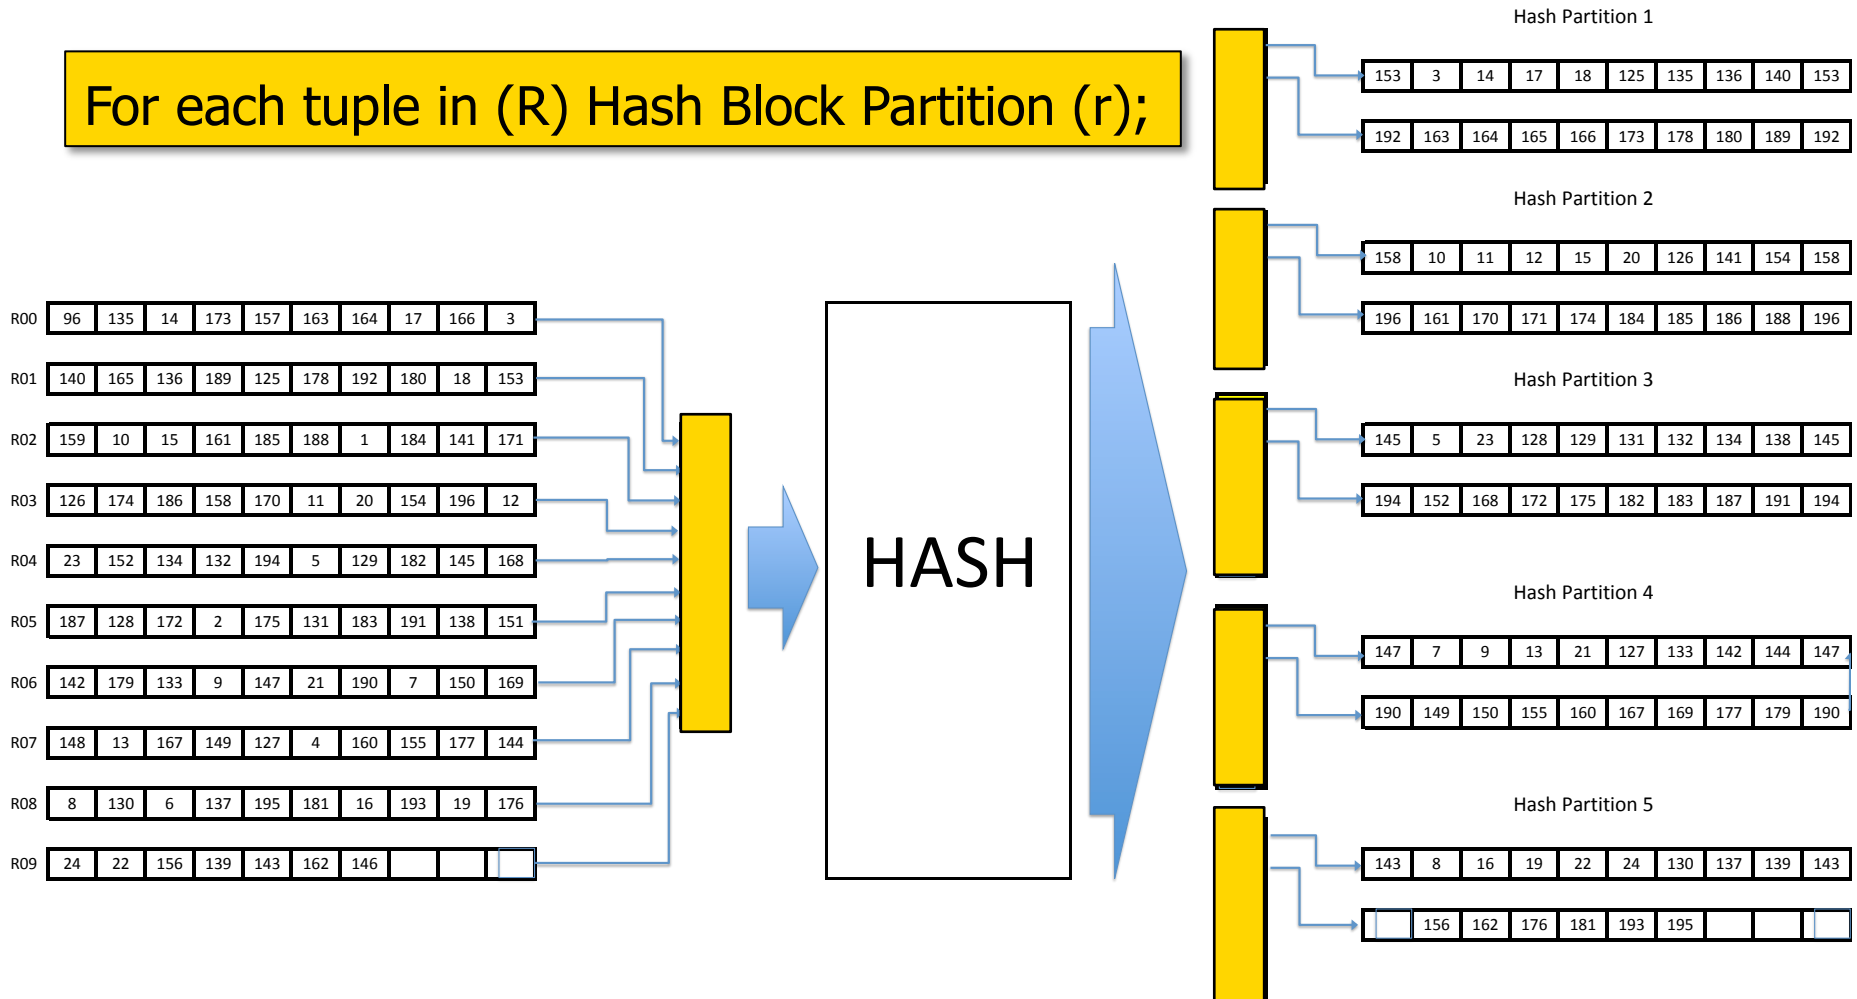 Hash Partition 1
For each tuple in (R) Hash Block Partition (r);
153 3 14 17 18 125 135 136 140 153
192 163 164 165 166 173 178 180 189 192
Hash Partition 2
158 10 11 12 15 20 126 141 154 158
196 161 170 171 174 184 185 186 188 196
Hash Partition 3
145 5 23 128 129 131 132 134 138 145
194 152 168 172 175 182 183 187 191 194
Hash Partition 4
147 7 9 13 21 127 133 142 144 147
190 149 150 155 160 167 169 177 179 190
Hash Partition 5
143 8 16 19 22 24 130 137 139 143
156 162 176 181 193 195
R00 96 135 14 173 157 163 164 17 166 3
R01 140 165 136 189 125 178 192 180 18 153
R02 159 10 15 161 185 188 1 184 141 171
R03 126 174 186 158 170 11 20 154 196 12
R04 23 152 134 132 194 5 129 182 145 168
R05 187 128 172 2 175 131 183 191 138 151
R06 142 179 133 9 147 21 190 7 150 169
R07 148 13 167 149 127 4 160 155 177 144
R08 8 130 6 137 195 181 16 193 19 176
R09 24 22 156 139 143 162 146
HASH